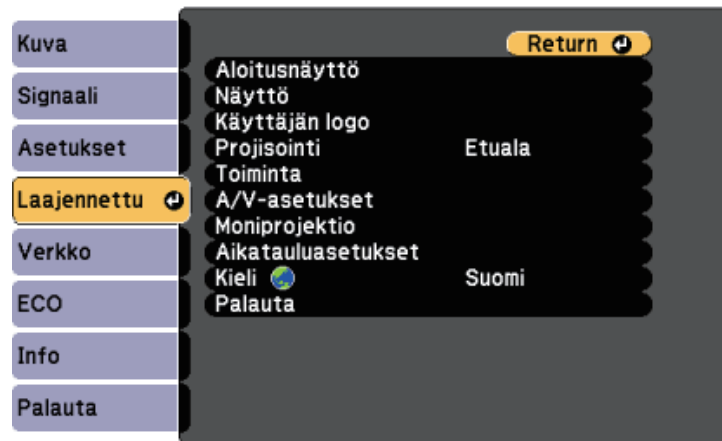 Kuva
Signaali
Asetukset
Laajennettu
Verkko
ECO
Info
Palauta
Return
Aloitusnäyttö
Näyttö
Käyttäjän logo
Projisointi Etuala
Toiminta
A/V-asetukset
Moniprojektio
Aikatauluasetukset
Kieli Suomi
Palauta